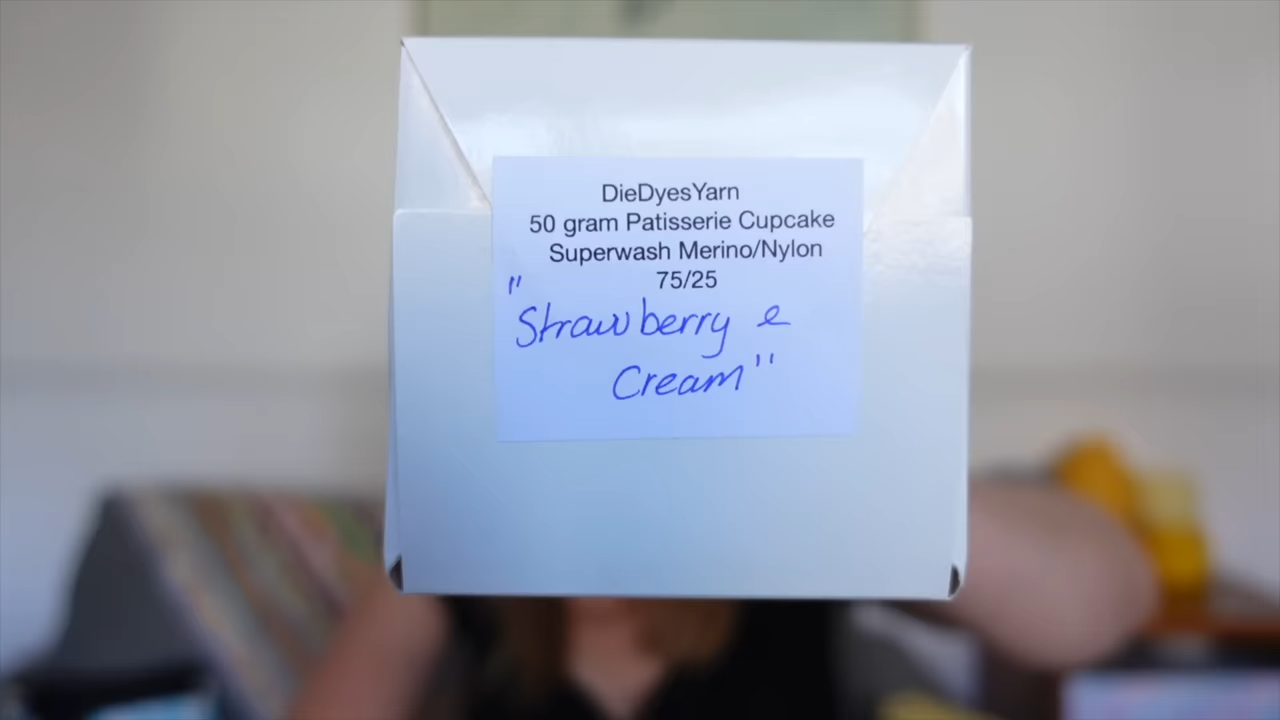 DieDyesYarn
50 gram Patisserie Cupcake
Superwash Merino/Nylon
75/25
"Strawberry &
Cream"